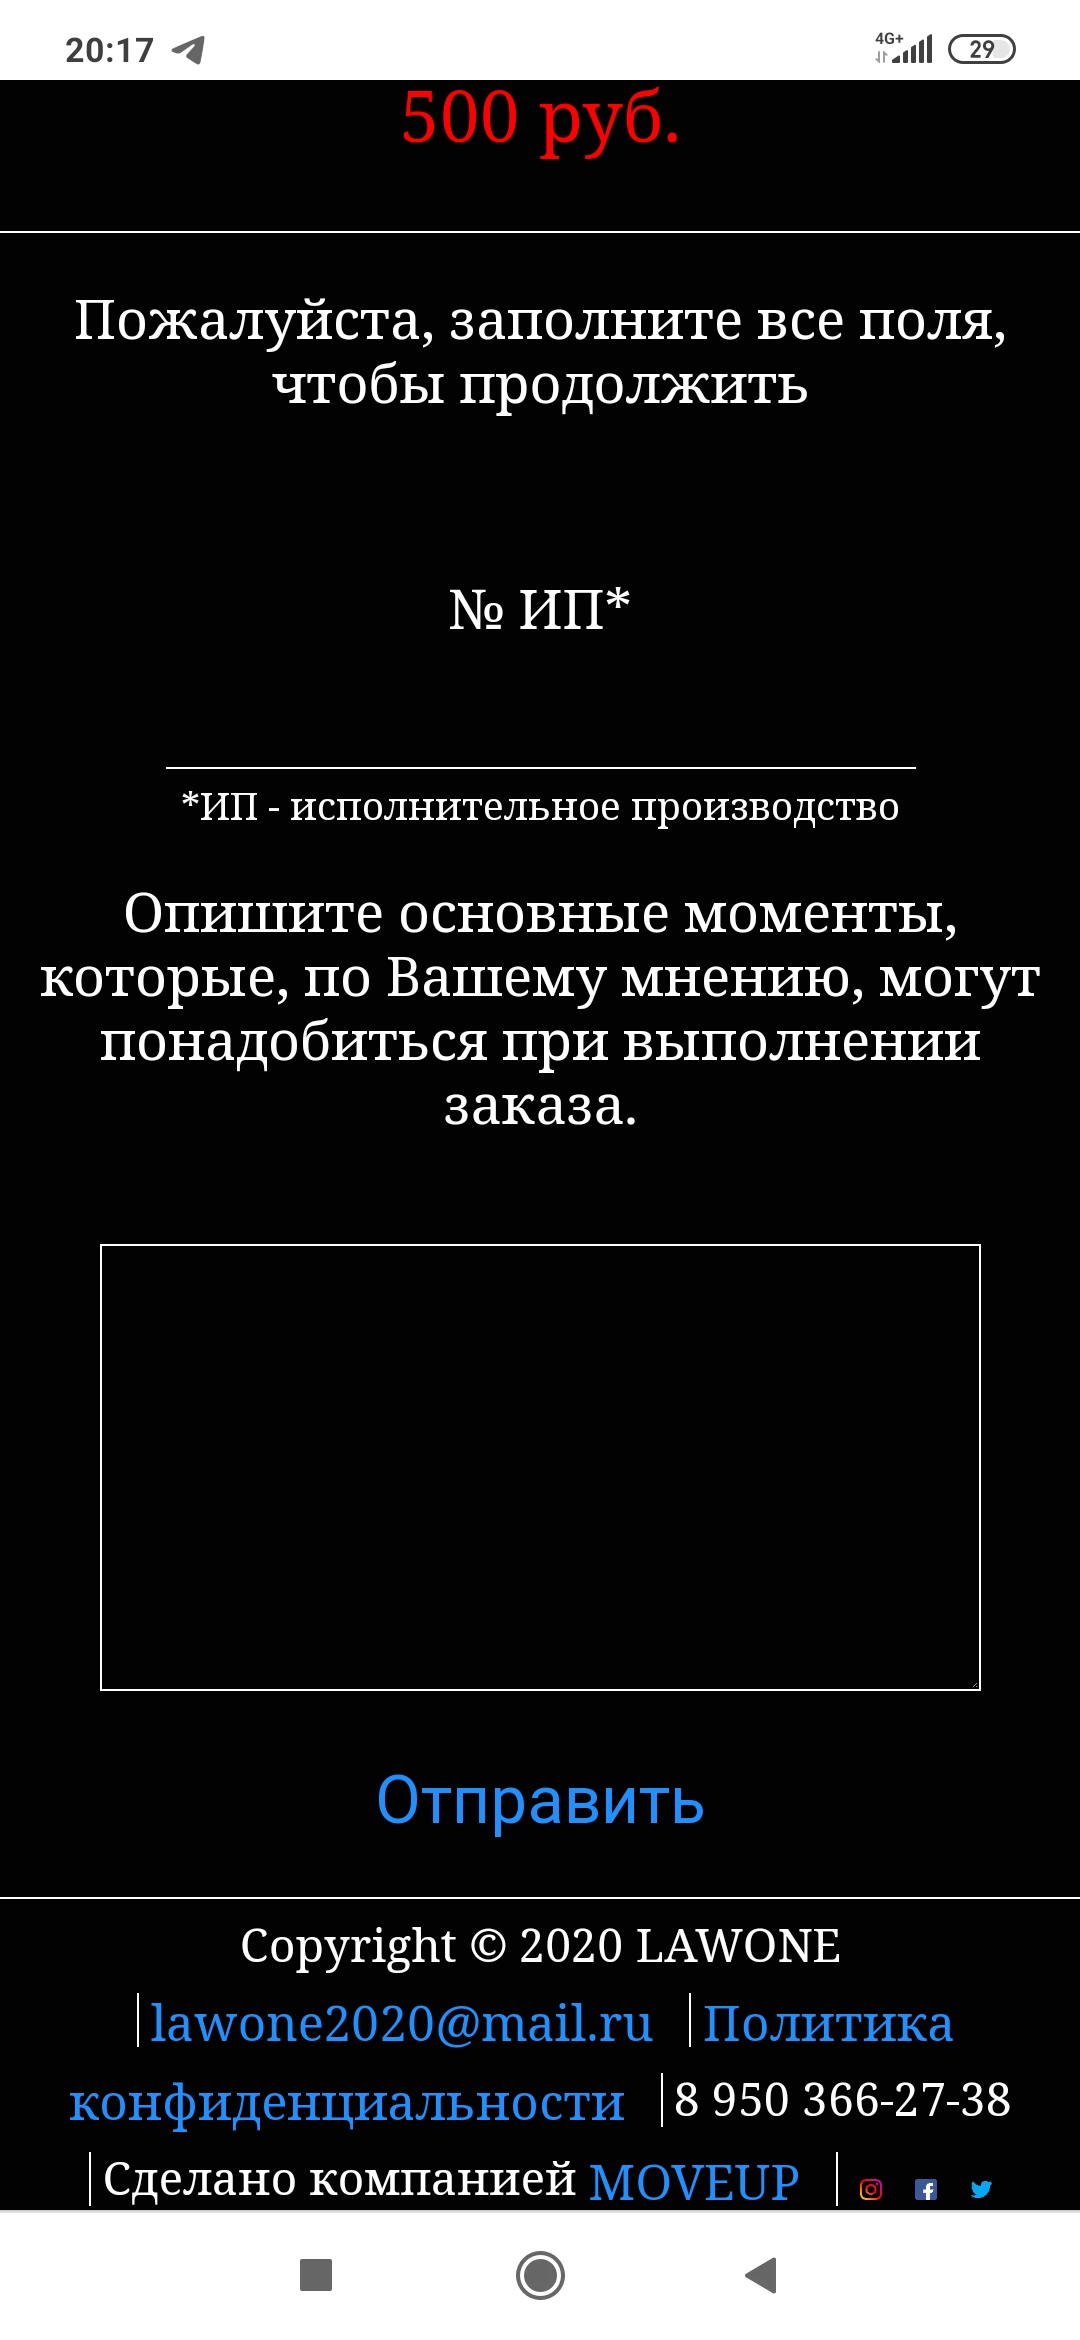 20:17
4G+
29
500 руб.
Пожалуйста, заполните все поля,
чтобы продолжить
№ ИП*
*ИП - исполнительное производство
Опишите основные моменты,
которые, по Вашему мнению, могут
понадобиться при выполнении
заказа.
Отправить
Copyright © 2020 LAWONE
lawone2020@mail.ru Политика
конфиденциальности 8 950 366-27-38
Сделано компанией MOVEUP